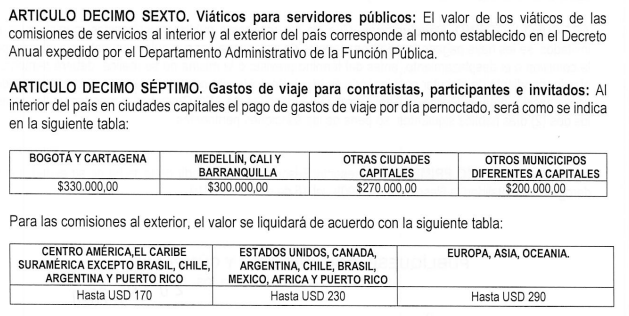 ARTICULO DECIMO SEXTO. Viáticos para servidores públicos: El valor de los viáticos de las
comisiones de servicios al interior y al exterior del país corresponde al monto establecido en el Decreto
Anual expedido por el Departamento Administrativo de la Función Pública.
ARTICULO DECIMO SÉPTIMO. Gastos de viaje para contratistas, participantes e invitados: Al
interior del país en ciudades capitales el pago de gastos de viaje por día pernoctado, será como se indica
en la siguiente tabla:
BOGOTÁ Y CARTAGENA
MEDELLÍN, CALI Y
BARRANQUILLA
OTRAS CIUDADES
CAPITALES
OTROS MUNICICIPOS
DIFERENTES A CAPITALES
$330.000,00
$300.000,00
$270.000,00
$200.000,00
Para las comisiones al exterior, el valor se liquidará de acuerdo con la siguiente tabla:
CENTRO AMÉRICA,EL CARIBE
SURAMÉRICA EXCEPTO BRASIL, CHILE,
ARGENTINA Y PUERTO RICO
ESTADOS UNIDOS, CANADA,
ARGENTINA, CHILE, BRASIL,
MEXICO, AFRICA Y PUERTO RICO
EUROPA, ASIA, OCEANIA.
Hasta USD 170
Hasta USD 230
Hasta USD 290